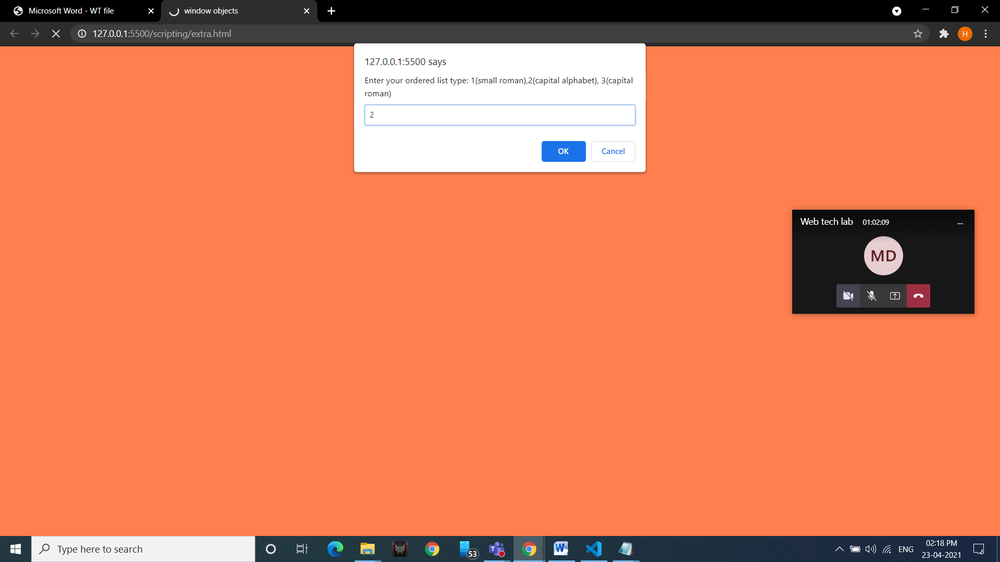 Microsoft Word - WT file
window objects
H
127.0.0.1:5500/scripting/extra.html
127.0.0.1:5500 says
Enter your ordered list type: 1(small roman),2(capital alphabet), 3(capital
roman)
2
OK
Cancel
Web tech lab 01:02:09
MD
Type here to search
53
T
W
ENG
02:18 PM
23-04-2021